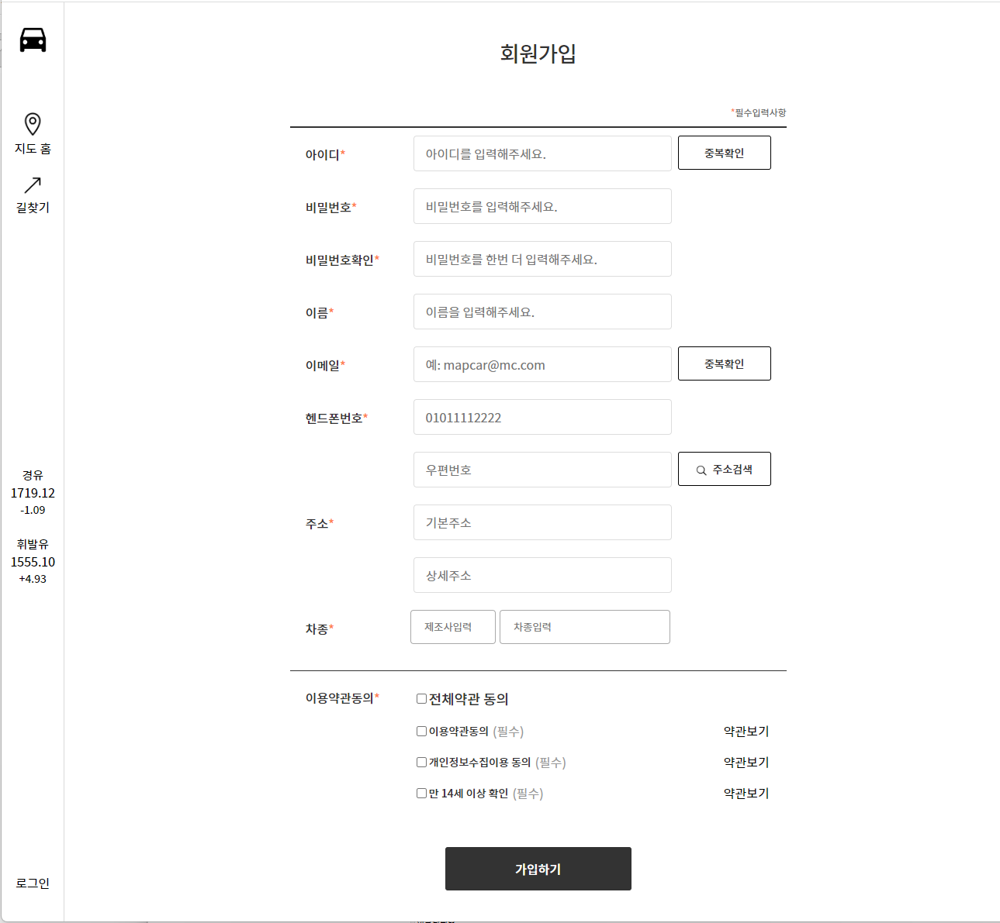 지도 홈
길찾기
경유
1719.12
-1.09
휘발유
1555.10
+4.93
로그인
회원가입
*필수입력사항
아이디* 아이디를 입력해주세요. 중복확인
비밀번호* 비밀번호를 입력해주세요.
비밀번호확인* 비밀번호를 한번 더 입력해주세요.
이름* 이름을 입력해주세요.
이메일* 예: mapcar@mc.com 중복확인
헨드폰번호* 01011112222
우편번호 주소검색
주소* 기본주소
상세주소
차종* 제조사입력 차종입력
이용약관동의* 전체약관 동의
이용약관동의 (필수) 약관보기
개인정보수집이용 동의 (필수) 약관보기
만 14세 이상 확인 (필수) 약관보기
가입하기